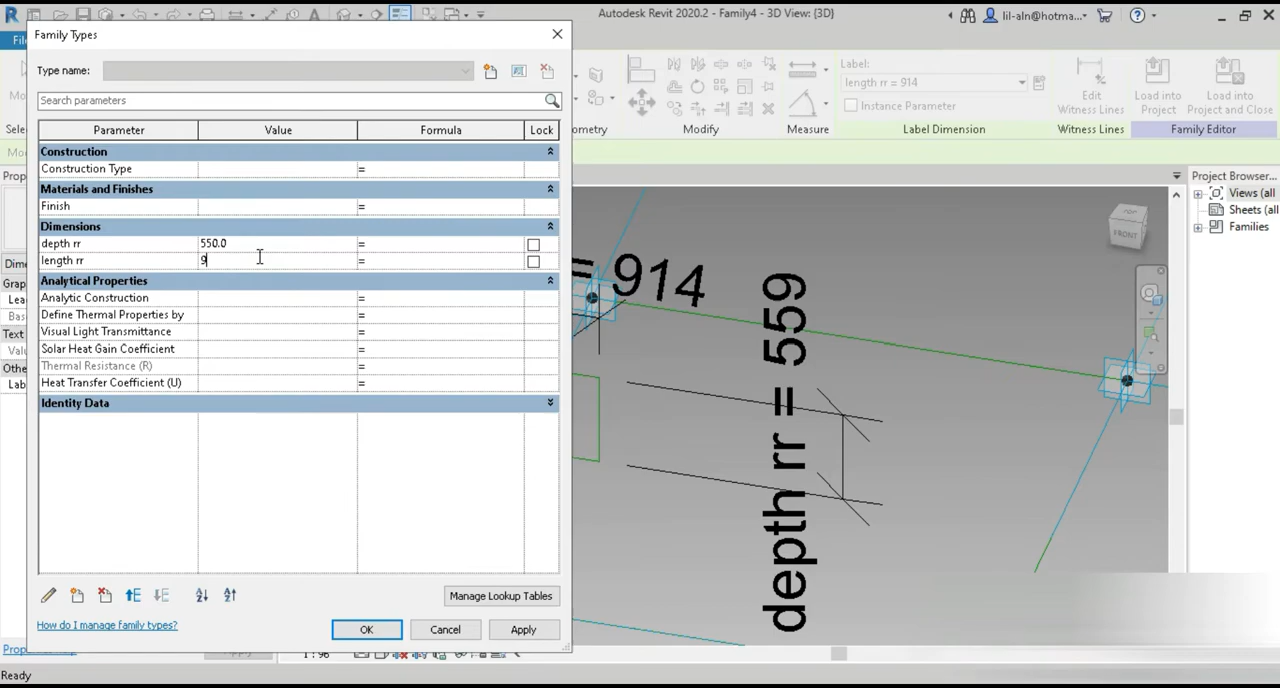 Autodesk Revit 2020.2 - Family4 - 3D View: {3D}
lil-aln@hotma...
Family Types
Type name:
Search parameters
Parameter Value Formula Lock
Construction
Construction Type =
Materials and Finishes
Finish =
Dimensions
depth rr 550.0 =
length rr 9 =
Analytical Properties
Analytic Construction =
Define Thermal Properties by =
Visual Light Transmittance =
Solar Heat Gain Coefficient =
Thermal Resistance (R) =
Heat Transfer Coefficient (U) =
Identity Data
Manage Lookup Tables
How do I manage family types?
OK Cancel Apply
Label:
length rr = 914
Instance Parameter
Edit
Witness Lines
Load into
Project
Load into
Project and Close
Modify Measure Label Dimension Witness Lines Family Editor
Project Browser...
Views (all
Sheets (all
Families
TOP
FRONT
= 914
depth rr = 559
Ready